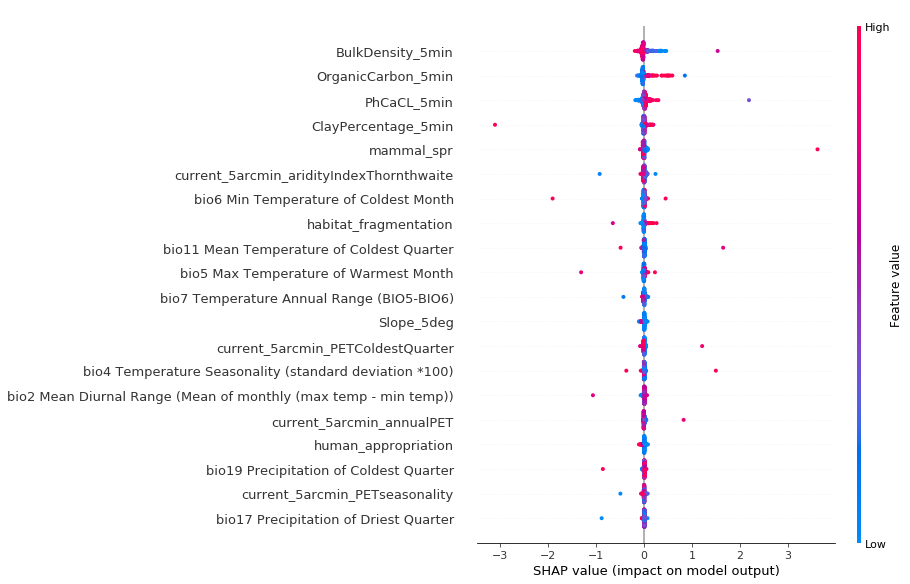 High
BulkDensity_5min
OrganicCarbon_5min
PhCaCL_5min
ClayPercentage_5min
mammal_spr
current_5arcmin_aridityIndexThornthwaite
bio6 Min Temperature of Coldest Month
habitat_fragmentation
bio11 Mean Temperature of Coldest Quarter
bio5 Max Temperature of Warmest Month
bio7 Temperature Annual Range (BIO5-BIO6)
Slope_5deg
current_5arcmin_PETColdestQuarter
bio4 Temperature Seasonality (standard deviation *100)
bio2 Mean Diurnal Range (Mean of monthly (max temp - min temp))
current_5arcmin_annualPET
human_appropriation
bio19 Precipitation of Coldest Quarter
current_5arcmin_PETseasonality
bio17 Precipitation of Driest Quarter
Feature value
Low
−3 −2 −1 0 1 2 3
SHAP value (impact on model output)